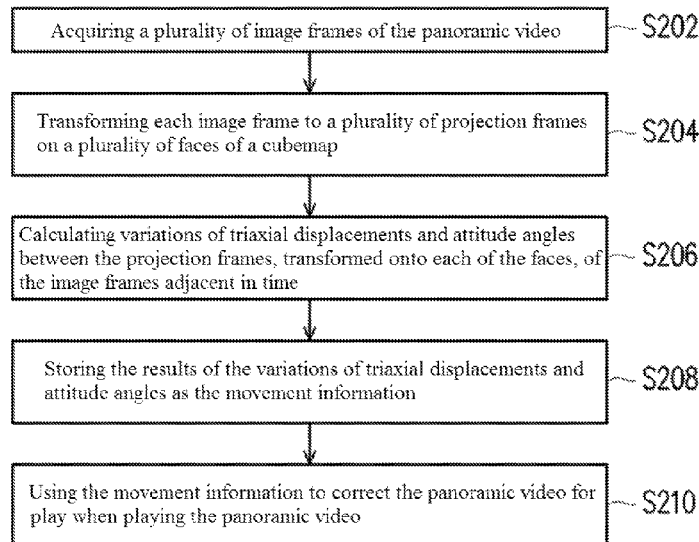 Acquiring a plurality of image frames of the panoramic video
S202
Transforming each image frame to a plurality of projection frames
on a plurality of faces of a cubemap
S204
Calculating variations of triaxial displacements and attitude angles
between the projection frames, transformed onto each of the faces, of
the image frames adjacent in time
S206
Storing the results of the variations of triaxial displacements and
attitude angles as the movement information
S208
Using the movement information to correct the panoramic video for
play when playing the panoramic video
S210